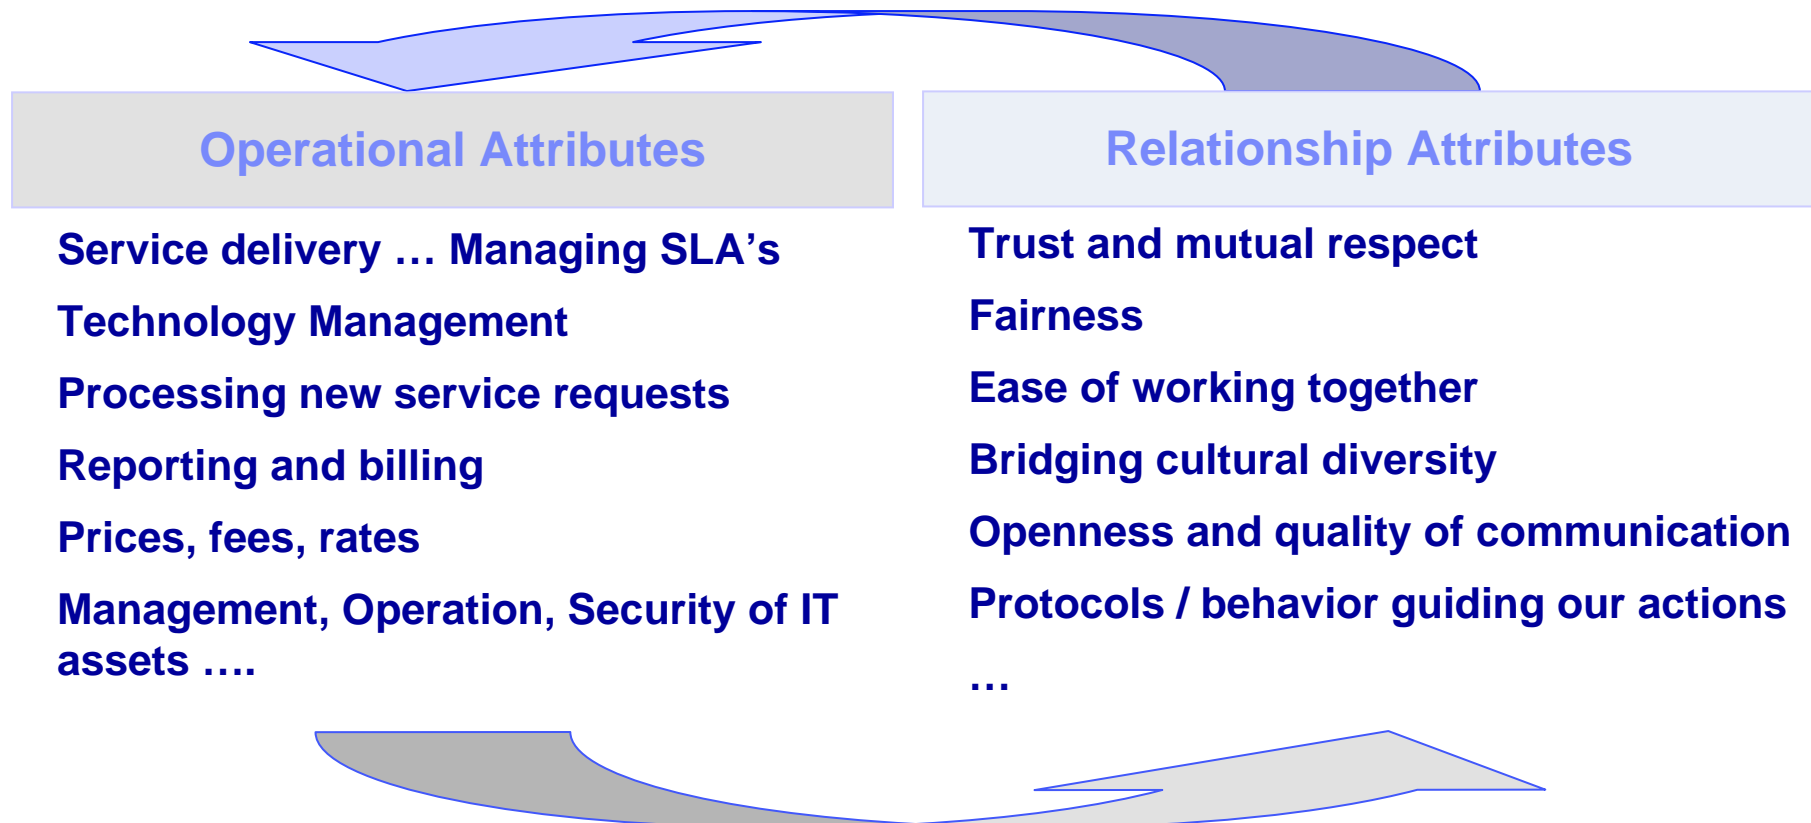 Operational Attributes
Service delivery … Managing SLA’s
Technology Management
Processing new service requests
Reporting and billing
Prices, fees, rates
Management, Operation, Security of IT
assets ….
Relationship Attributes
Trust and mutual respect
Fairness
Ease of working together
Bridging cultural diversity
Openness and quality of communication
Protocols / behavior guiding our actions
…